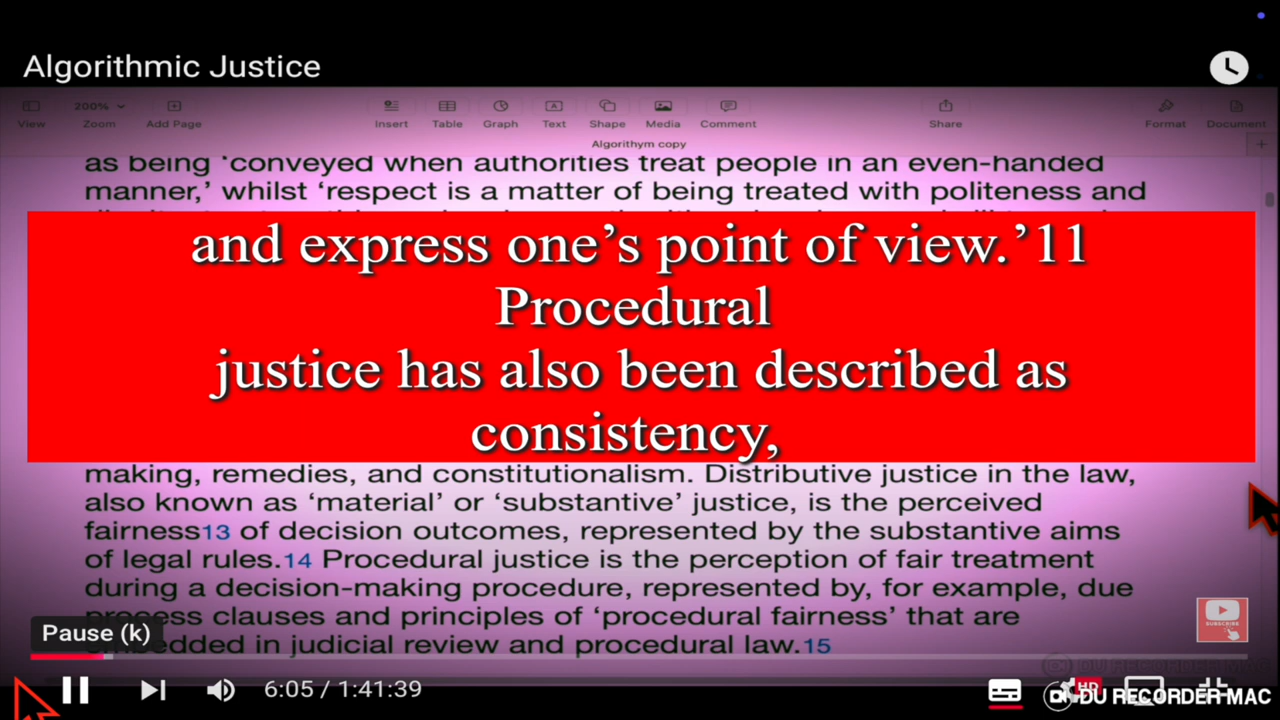 Algorithmic Justice
200%
View
Zoom
Add Page
Insert
Table
Graph
Text
Shape
Media
Comment
Share
Format
Document
Algorithym copy
as being ‘conveyed when authorities treat people in an even-handed
manner,’ whilst ‘respect is a matter of being treated with politeness and
and express one’s point of view.’11
Procedural
justice has also been described as
consistency,
making, remedies, and constitutionalism. Distributive justice in the law,
also known as ‘material’ or ‘substantive’ justice, is the perceived
fairness13 of decision outcomes, represented by the substantive aims
of legal rules.14 Procedural justice is the perception of fair treatment
during a decision-making procedure, represented by, for example, due
process clauses and principles of ‘procedural fairness’ that are
embedded in judicial review and procedural law.15
SUBSCRIBE
Pause (k)
DU RECORDER MAC
6:05 / 1:41:39
HD
DU RECORDER MAC